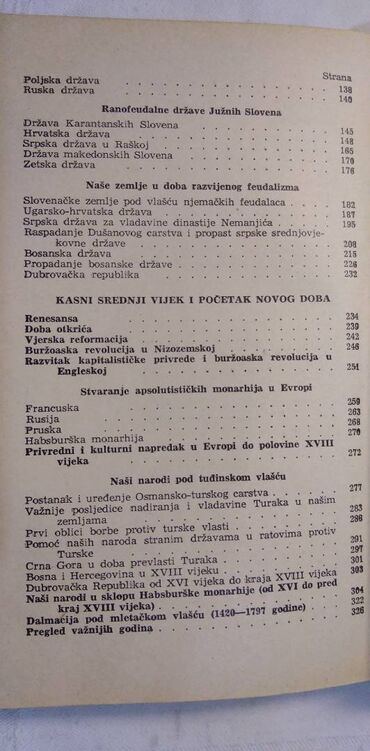 Strana
Poljska država . . . . . . . . . 138
Ruska država . . . . . . . . . 140
Ranofeudalne države Južnih Slovena
Država Karantanskih Slovena . . . . . . 145
Hrvatska država . . . . . . . . . 148
Srpska država u Raškoj . . . . . . . 165
Država makedonskih Slovena . . . . . . 170
Zetska država . . . . . . . . . 176
Naše zemlje u doba razvijenog feudalizma
Slovenačke zemlje pod vlašću njemačkih feudalaca . . . 182
Ugarsko-hrvatska država . . . . . . . 187
Srpska država za vladavine dinastije Nemanjića . . . . 195
Raspadanje Dušanovog carstva i propast srpske srednjovje-
kovne države . . . . . . . . 208
Bosanska država . . . . . . . . 215
Propadanje bosanske države . . . . . . . 226
Dubrovačka republika . . . . . . . . 232
KASNI SREDNJI VIJEK I POČETAK NOVOG DOBA
Renesansa . . . . . . . . . 234
Doba otkrića . . . . . . . . . 239
Vjerska reformacija . . . . . . . . 242
Buržoaska revolucija u Nizozemskoj . . . . . 246
Razvitak kapitalističke privrede i buržoaska revolucija u
Engleskoj . . . . . . . . . 251
Stvaranje apsolutističkih monarhija u Evropi
Francuska . . . . . . . . . 259
Rusija . . . . . . . . . 263
Pruska . . . . . . . . . 268
Habsburška monarhija . . . . . . . . 270
Privredni i kulturni napredak u Evropi do polovine XVIII
vijeka . . . . . . . . . 272
Naši narodi pod tuđinskom vlašću
Postanak i uređenje Osmansko-turskog carstva . . . . 277
Važnije posljedice nadiranja i vladavine Turaka u našim
zemljama . . . . . . . . . 283
Prvi oblici borbe protiv turske vlasti . . . . . 286
Pomoć naših naroda stranim državama u ratovima protiv
Turske . . . . . . . . . 291
Crna Gora u doba prevlasti Turaka . . . . . 297
Bosna i Hercegovina u XVIII vijeku . . . . . 301
Dubrovačka Republika od XVI vijeka do kraja XVIII vijeka 303
Naši narodi u sklopu Habsburške monarhije (od XVI do pred
kraj XVIII vijeka) . . . . . . . . 304
Dalmacija pod mletačkom vlašću (1420—1797 godine) . . . 322
Pregled važnijih godina . . . . . . . . 326